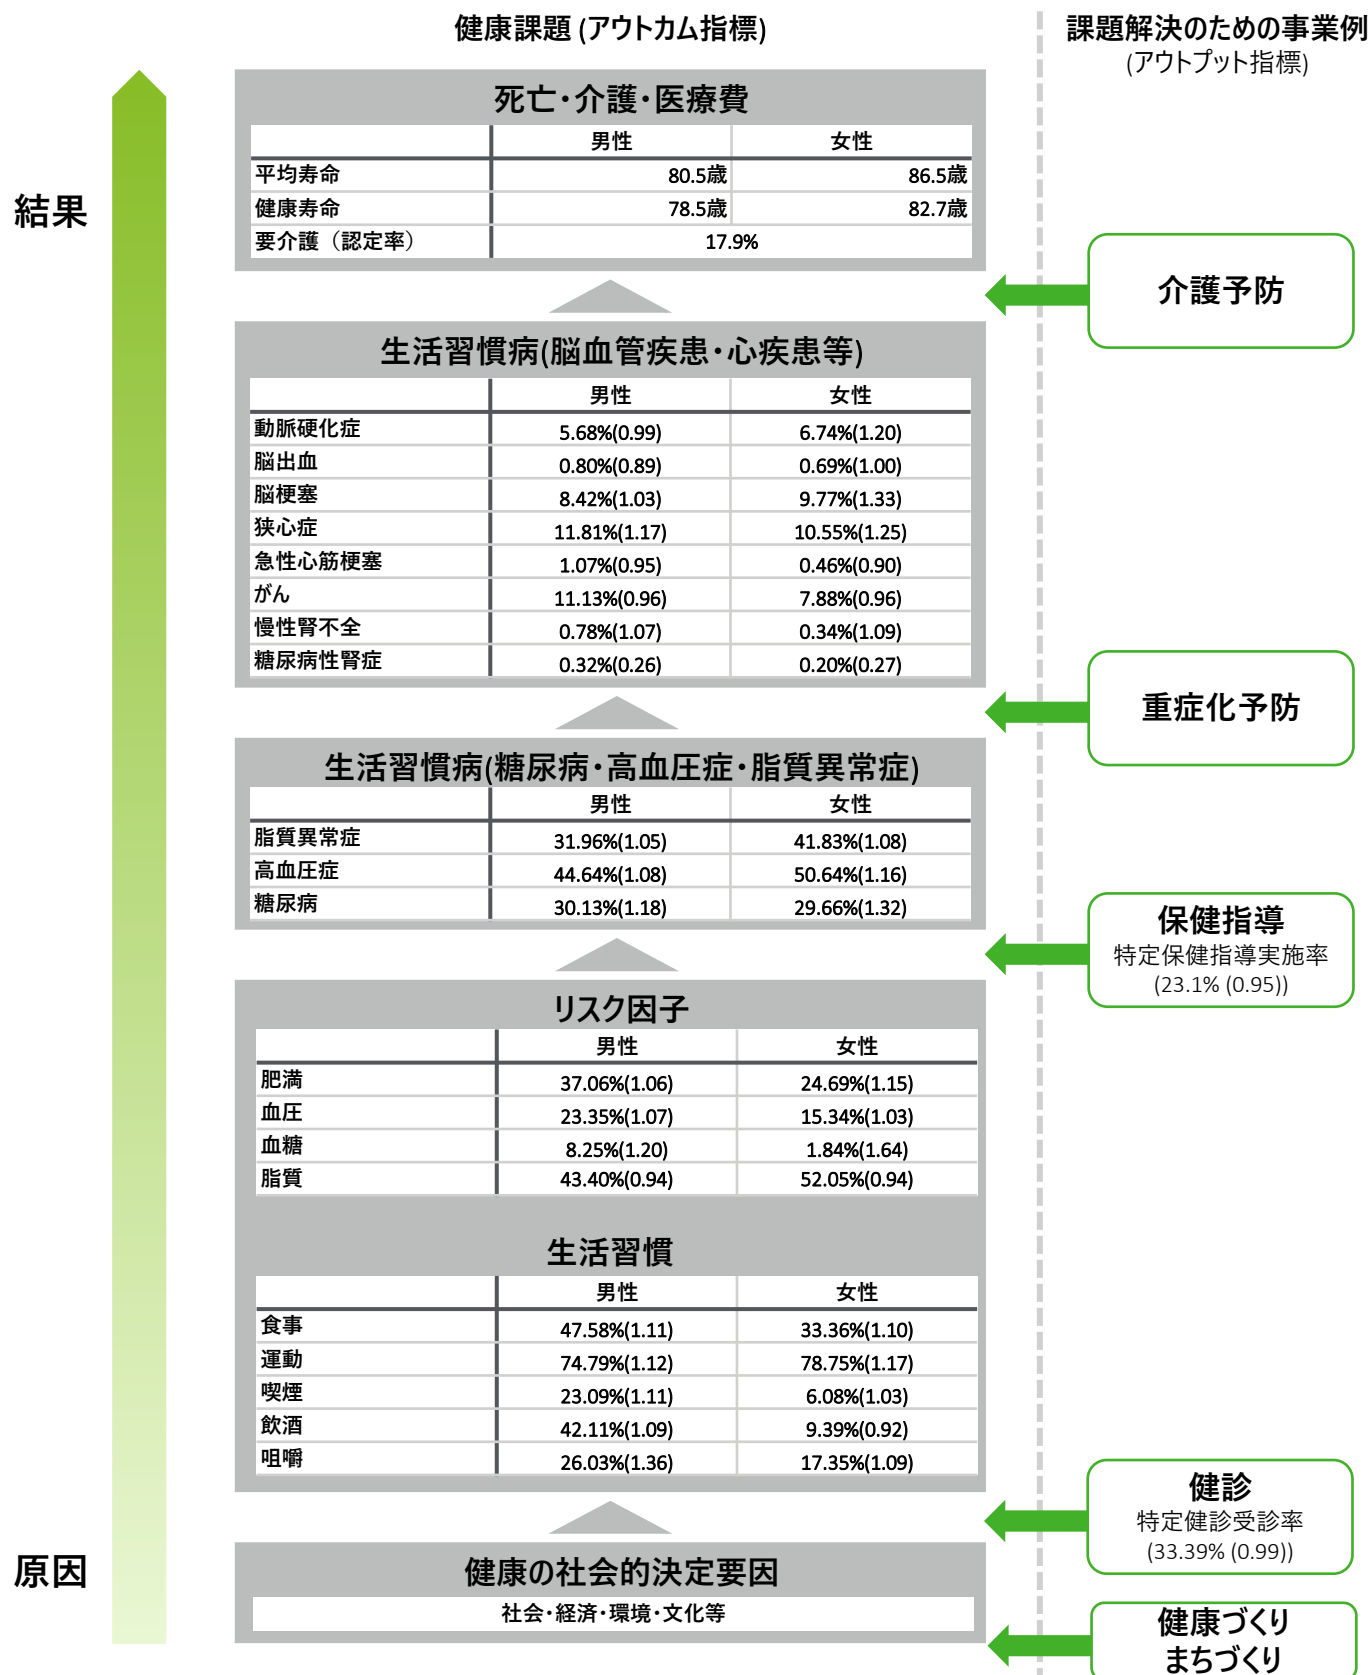 健康課題 (アウトカム指標)
課題解決のための事業例
(アウトプット指標)
結果
原因
死亡・介護・医療費
男性 女性
平均寿命 80.5歳 86.5歳
健康寿命 78.5歳 82.7歳
要介護（認定率） 17.9%
介護予防
生活習慣病(脳血管疾患・心疾患等)
男性 女性
動脈硬化症 5.68%(0.99) 6.74%(1.20)
脳出血 0.80%(0.89) 0.69%(1.00)
脳梗塞 8.42%(1.03) 9.77%(1.33)
狭心症 11.81%(1.17) 10.55%(1.25)
急性心筋梗塞 1.07%(0.95) 0.46%(0.90)
がん 11.13%(0.96) 7.88%(0.96)
慢性腎不全 0.78%(1.07) 0.34%(1.09)
糖尿病性腎症 0.32%(0.26) 0.20%(0.27)
重症化予防
生活習慣病(糖尿病・高血圧症・脂質異常症)
男性 女性
脂質異常症 31.96%(1.05) 41.83%(1.08)
高血圧症 44.64%(1.08) 50.64%(1.16)
糖尿病 30.13%(1.18) 29.66%(1.32)
保健指導
特定保健指導実施率
(23.1% (0.95))
リスク因子
男性 女性
肥満 37.06%(1.06) 24.69%(1.15)
血圧 23.35%(1.07) 15.34%(1.03)
血糖 8.25%(1.20) 1.84%(1.64)
脂質 43.40%(0.94) 52.05%(0.94)
生活習慣
男性 女性
食事 47.58%(1.11) 33.36%(1.10)
運動 74.79%(1.12) 78.75%(1.17)
喫煙 23.09%(1.11) 6.08%(1.03)
飲酒 42.11%(1.09) 9.39%(0.92)
咀嚼 26.03%(1.36) 17.35%(1.09)
健診
特定健診受診率
(33.39% (0.99))
健康の社会的決定要因
社会・経済・環境・文化等
健康づくり
まちづくり